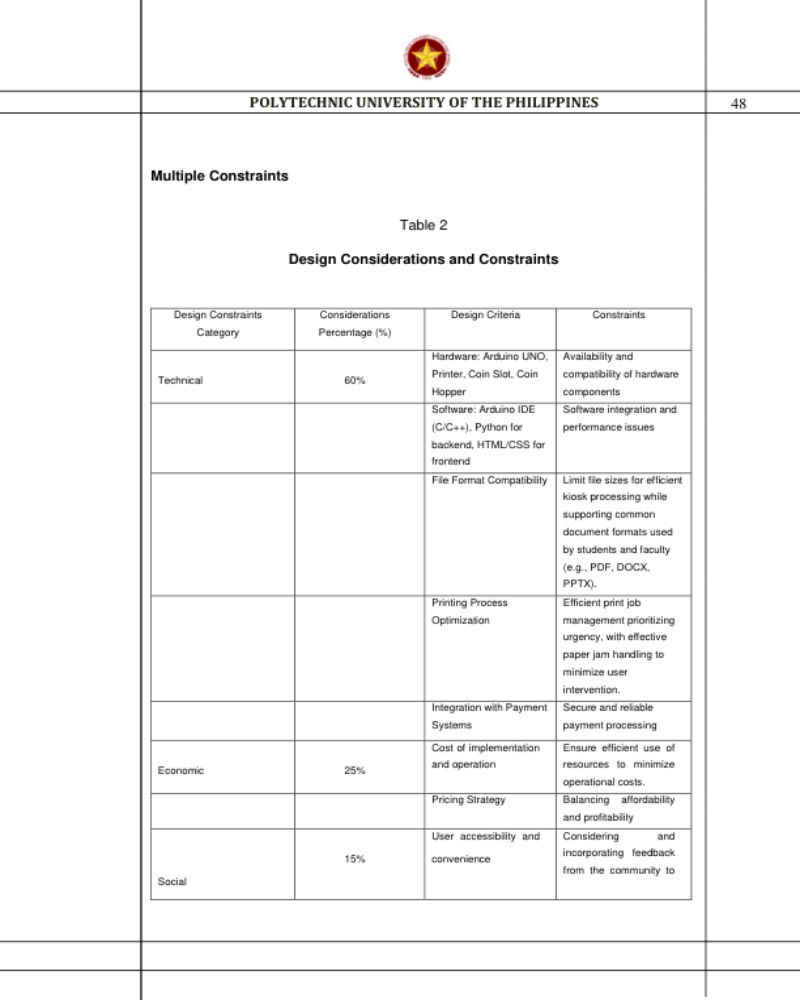 POLYTECHNIC UNIVERSITY OF THE PHILIPPINES
48
Multiple Constraints
Table 2
Design Considerations and Constraints
Design Constraints
Category
Considerations
Percentage (%)
Design Criteria
Constraints
Technical
60%
Hardware: Arduino UNO,
Printer, Coin Slot, Coin
Hopper
Availability and
compatibility of hardware
components
Software: Arduino IDE
(C/C++), Python for
backend, HTML/CSS for
frontend
Software integration and
performance issues
File Format Compatibility
Limit file sizes for efficient
kiosk processing while
supporting common
document formats used
by students and faculty
(e.g., PDF, DOCX,
PPTX).
Printing Process
Optimization
Efficient print job
management prioritizing
urgency, with effective
paper jam handling to
minimize user
intervention.
Integration with Payment
Systems
Secure and reliable
payment processing
Economic
25%
Cost of implementation
and operation
Ensure efficient use of
resources to minimize
operational costs.
Pricing Strategy
Balancing affordability
and profitability
Social
15%
User accessibility and
convenience
Considering and
incorporating feedback
from the community to